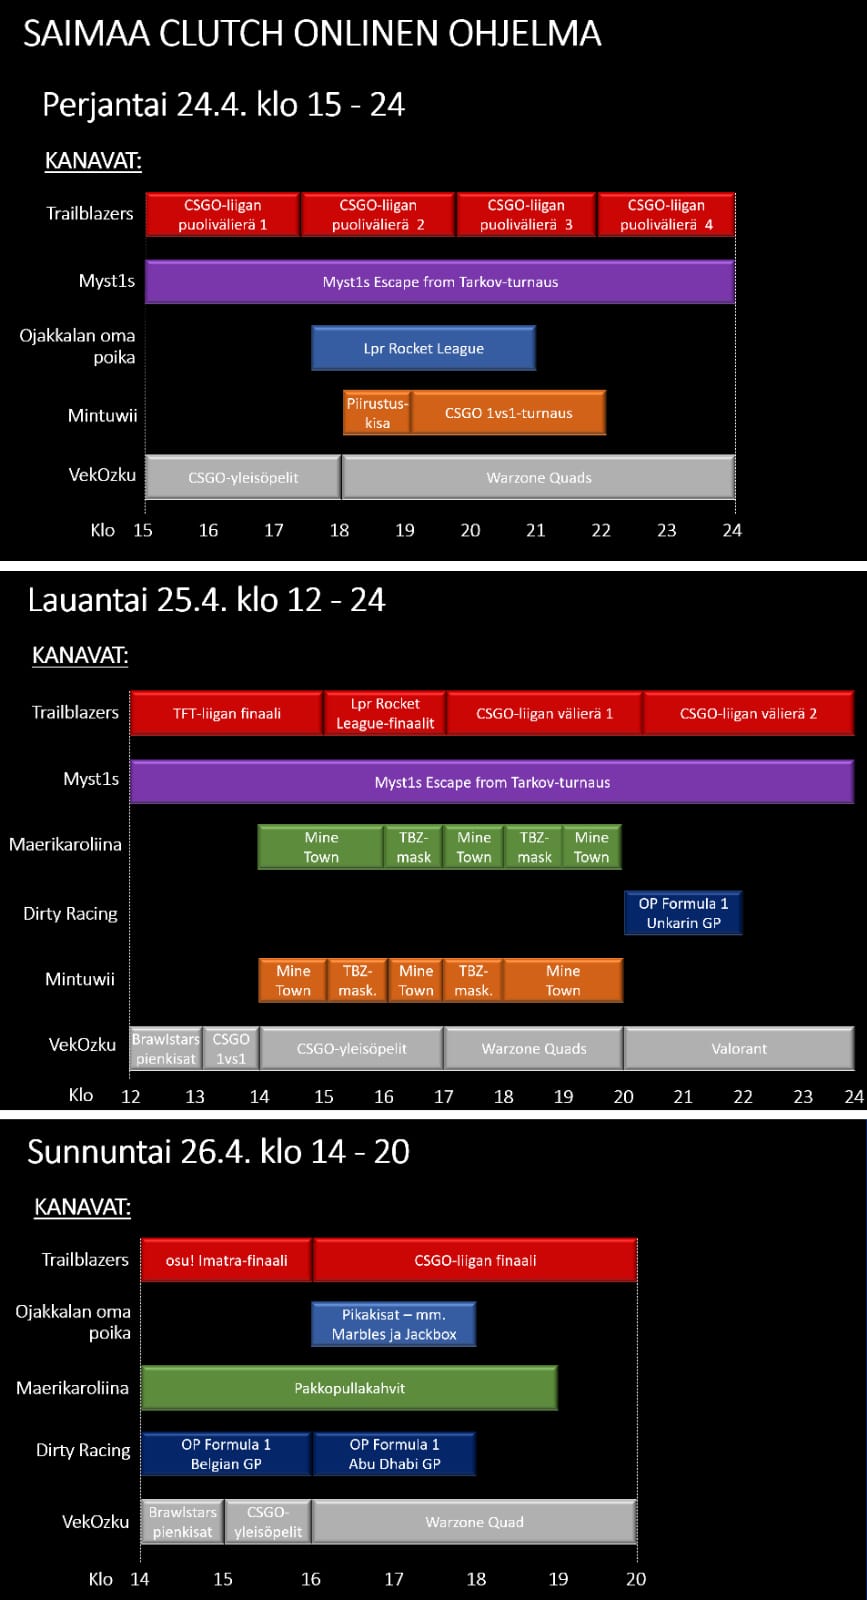 SAIMAA CLUTCH ONLINEN OHJELMA
Perjantai 24.4. klo 15 - 24
KANAVAT:
Trailblazers
CSGO-liigan
puolivälierä 1
CSGO-liigan
puolivälierä 2
CSGO-liigan
puolivälierä 3
CSGO-liigan
puolivälierä 4
Myst1s
Myst1s Escape from Tarkov-turnaus
Ojakkalan oma
poika
Lpr Rocket League
Mintuwii
Piirustus-
kisa
CSGO 1vs1-turnaus
VekOzku
CSGO-yleisöpelit
Warzone Quads
Klo 15 16 17 18 19 20 21 22 23 24
Lauantai 25.4. klo 12 - 24
KANAVAT:
Trailblazers
TFT-liigan finaali
Lpr Rocket
League-finaalit
CSGO-liigan välierä 1
CSGO-liigan välierä 2
Myst1s
Myst1s Escape from Tarkov-turnaus
Maerikaroliina
Mine
Town
TBZ-
mask
Mine
Town
TBZ-
mask
Mine
Town
Dirty Racing
OP Formula 1
Unkarin GP
Mintuwii
Mine
Town
TBZ-
mask.
Mine
Town
TBZ-
mask.
Mine
Town
VekOzku
Brawlstars
pienkisat
CSGO
1vs1
CSGO-yleisöpelit
Warzone Quads
Valorant
Klo 12 13 14 15 16 17 18 19 20 21 22 23 24
Sunnuntai 26.4. klo 14 - 20
KANAVAT:
Trailblazers
osu! Imatra-finaali
CSGO-liigan finaali
Ojakkalan oma
poika
Pikakisat – mm.
Marbles ja Jackbox
Maerikaroliina
Pakkopullakahvit
Dirty Racing
OP Formula 1
Belgian GP
OP Formula 1
Abu Dhabi GP
VekOzku
Brawlstars
pienkisat
CSGO-
yleisöpelit
Warzone Quad
Klo 14 15 16 17 18 19 20